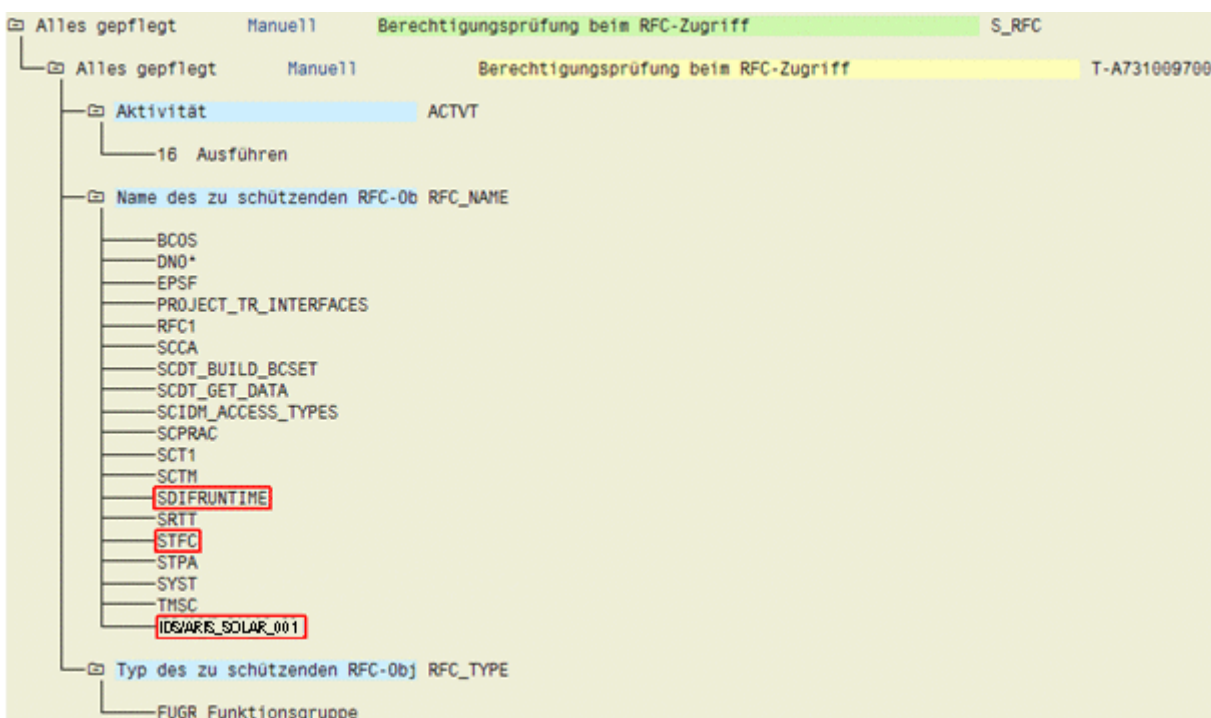 Alles gepflegt Manuell Berechtigungsprüfung beim RFC-Zugriff S_RFC
Alles gepflegt Manuell Berechtigungsprüfung beim RFC-Zugriff T-A731009700
Aktivität ACTVT
16 Ausführen
Name des zu schützenden RFC-Ob RFC_NAME
BCOS
DNO*
EPSF
PROJECT_TR_INTERFACES
RFC1
SCCA
SCDT_BUILD_BCSET
SCDT_GET_DATA
SCIDM_ACCESS_TYPES
SCPRAC
SCT1
SCTM
SDIFRUNTIME
SRTT
STFC
STPA
SYST
TMSC
IDS/ARIS_SOLAR_001
Typ des zu schützenden RFC-Obj RFC_TYPE
FUGR Funktionsgruppe